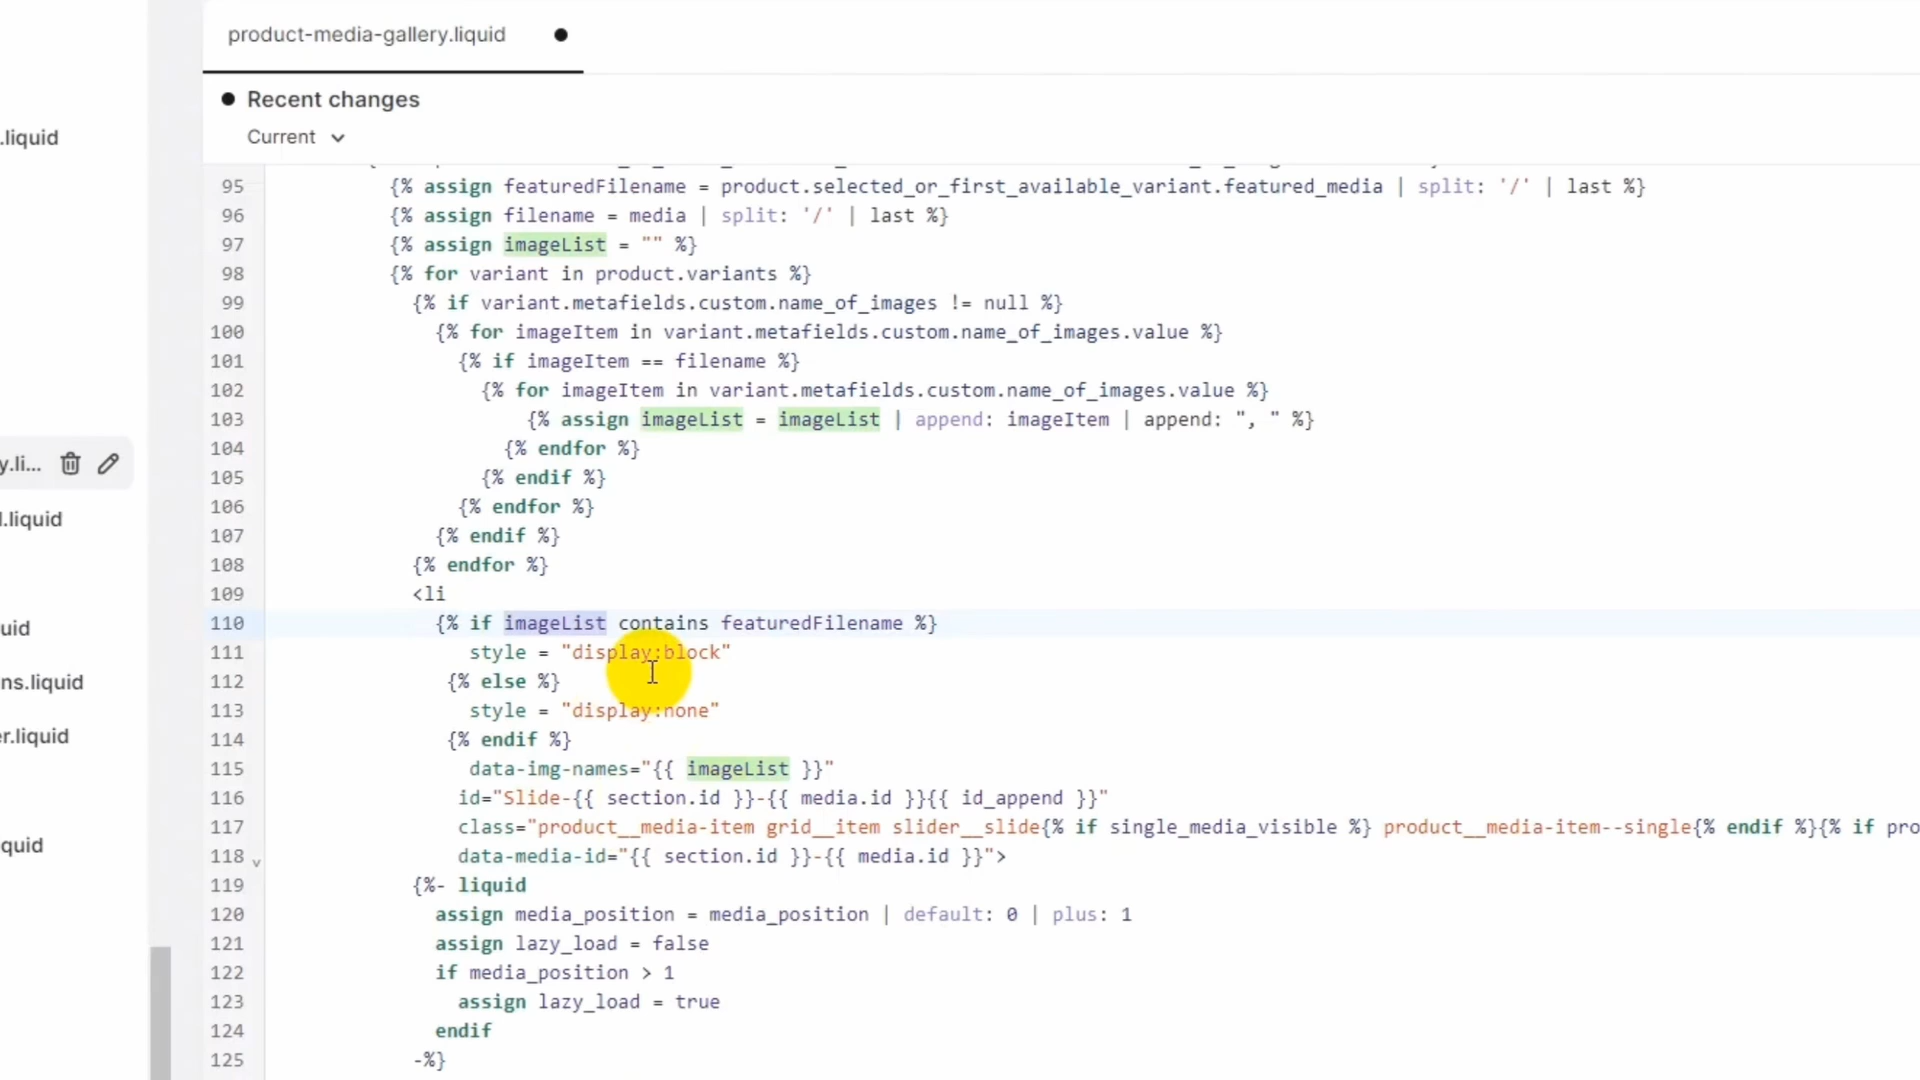 product-media-gallery.liquid
Recent changes
Current
.liquid
y.li...
l.liquid
uid
ns.liquid
er.liquid
quid
95 {% assign featuredFilename = product.selected_or_first_available_variant.featured_media | split: '/' | last %}
96 {% assign filename = media | split: '/' | last %}
97 {% assign imageList = "" %}
98 {% for variant in product.variants %}
99 {% if variant.metafields.custom.name_of_images != null %}
100 {% for imageItem in variant.metafields.custom.name_of_images.value %}
101 {% if imageItem == filename %}
102 {% for imageItem in variant.metafields.custom.name_of_images.value %}
103 {% assign imageList = imageList | append: imageItem | append: ", " %}
104 {% endfor %}
105 {% endif %}
106 {% endfor %}
107 {% endif %}
108 {% endfor %}
109 <li
110 {% if imageList contains featuredFilename %}
111 style = "display:block"
112 {% else %}
113 style = "display:none"
114 {% endif %}
115 data-img-names="{{ imageList }}"
116 id="Slide-{{ section.id }}-{{ media.id }}{{ id_append }}"
117 class="product__media-item grid__item slider__slide{% if single_media_visible %} product__media-item--single{% endif %}{% if pro
118 data-media-id="{{ section.id }}-{{ media.id }}">
119 {%- liquid
120 assign media_position = media_position | default: 0 | plus: 1
121 assign lazy_load = false
122 if media_position > 1
123 assign lazy_load = true
124 endif
125 -%}